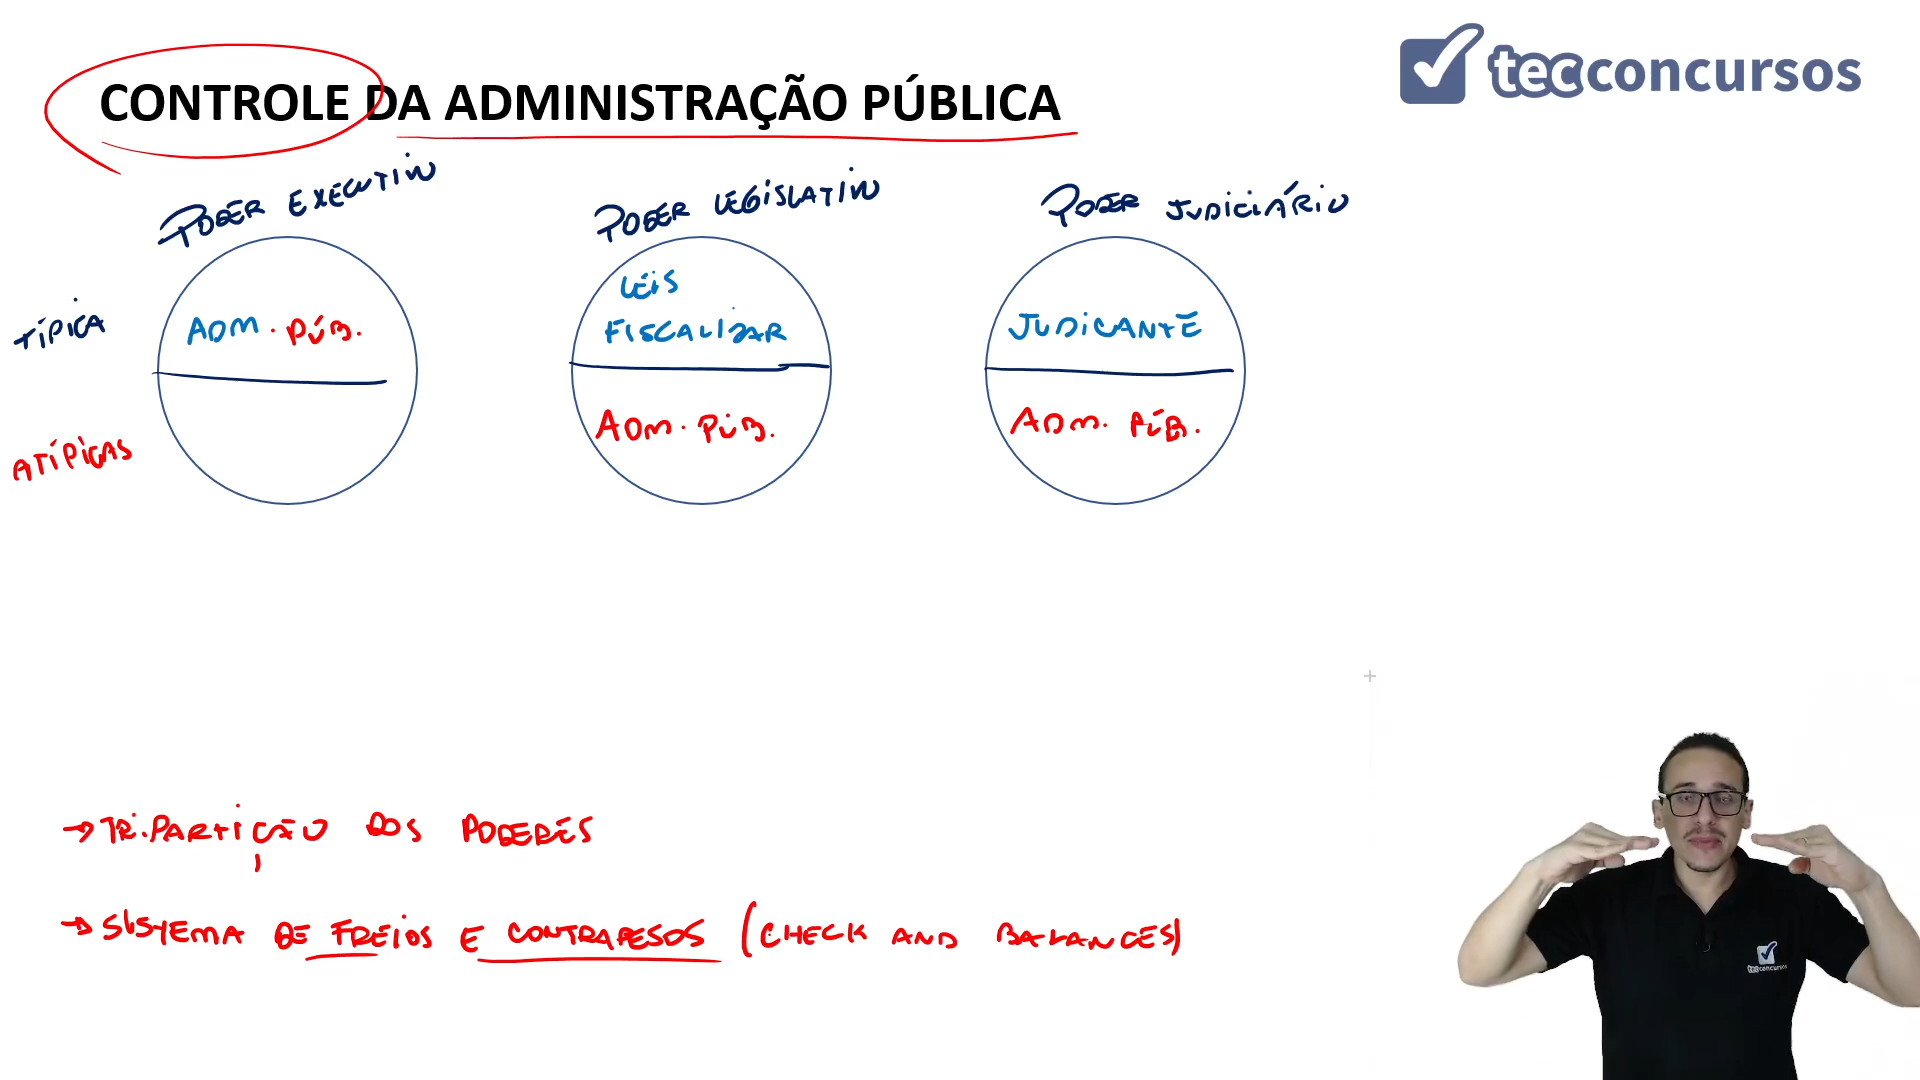 CONTROLE DA ADMINISTRAÇÃO PÚBLICA
tecconcursos
PODER EXECUTIVO
PODER LEGISLATIVO
PODER JUDICIÁRIO
TÍPICA
ADM. PÚB.
LEIS
FISCALIZAR
JUDICANTE
ATÍPICAS
ADM. PÚB.
ADM. PÚB.
→ TRIPARTIÇÃO DOS PODERES
→ SISTEMA DE FREIOS E CONTRAPESOS (CHECK AND BALANCES)
tecconcursos